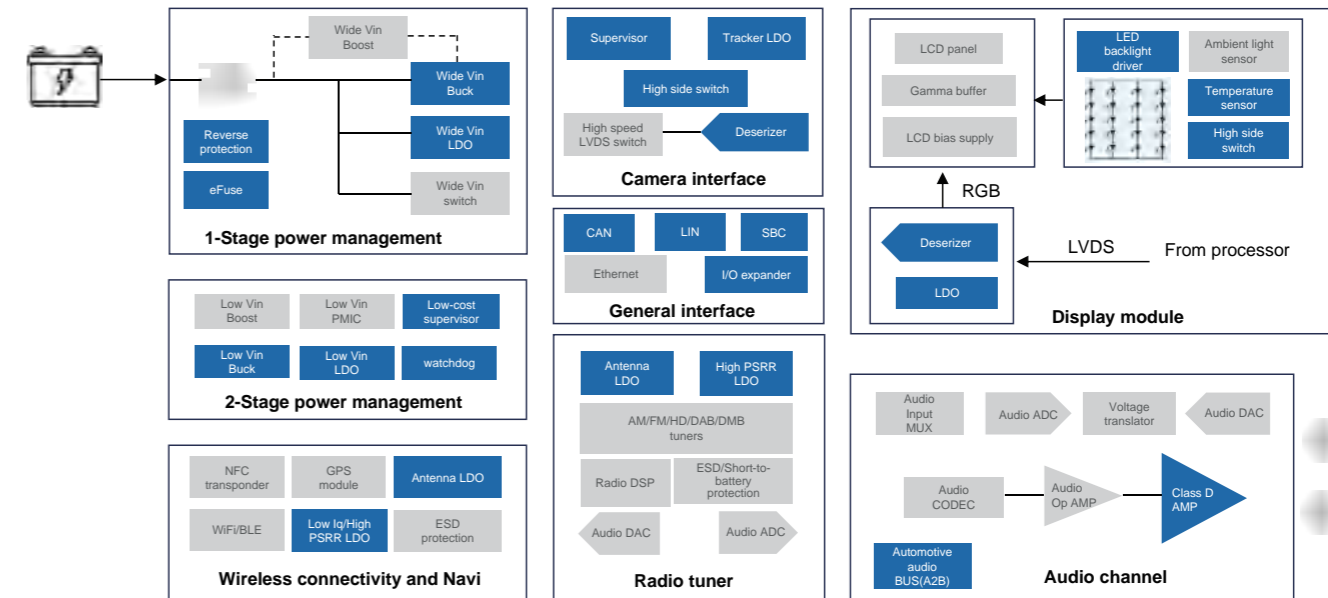 Wide Vin
Boost
Wide Vin
Buck
Reverse
protection
Wide Vin
LDO
eFuse
Wide Vin
switch
1-Stage power management
Low Vin
Boost
Low Vin
PMIC
Low-cost
supervisor
Low Vin
Buck
Low Vin
LDO
watchdog
2-Stage power management
NFC
transponder
GPS
module
Antenna LDO
WiFi/BLE
Low Iq/High
PSRR LDO
ESD
protection
Wireless connectivity and Navi
Supervisor
Tracker LDO
High side switch
High speed
LVDS switch
Deserizer
Camera interface
CAN
LIN
SBC
Ethernet
I/O expander
General interface
Antenna
LDO
High PSRR
LDO
AM/FM/HD/DAB/DMB
tuners
Radio DSP
ESD/Short-to-
battery
protection
Audio DAC
Audio ADC
Radio tuner
LCD panel
Gamma buffer
LCD bias supply
LED
backlight
driver
Ambient light
sensor
Temperature
sensor
High side
switch
RGB
Deserizer
LDO
LVDS
From processor
Display module
Audio
Input
MUX
Audio ADC
Voltage
translator
Audio DAC
Audio
CODEC
Audio
Op AMP
Class D
AMP
Automotive
audio
BUS(A2B)
Audio channel